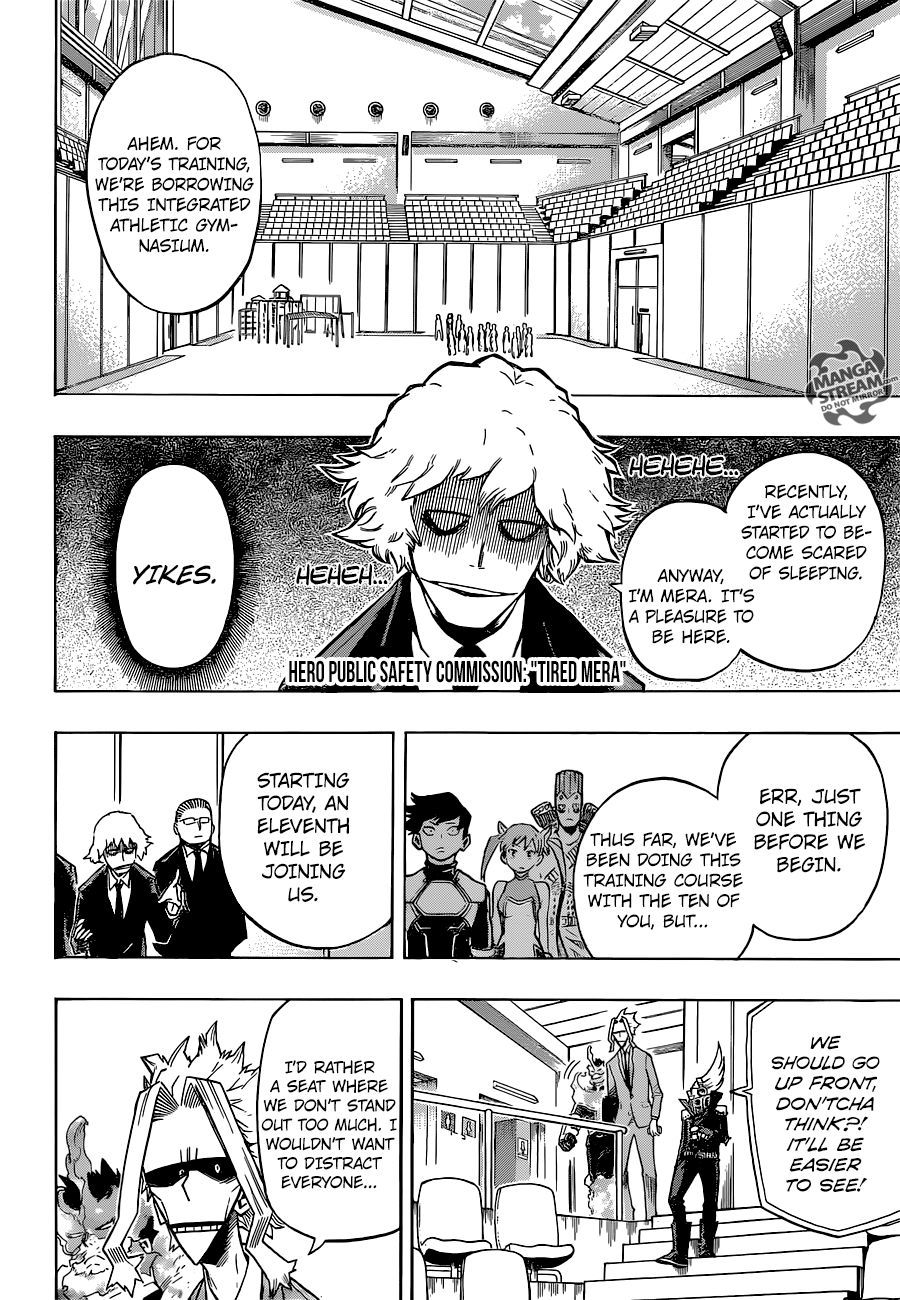 AHEM. FOR
TODAY'S TRAINING,
WE'RE BORROWING
THIS INTEGRATED
ATHLETIC GYM-
NASIUM.
MANGA
STREAM.com
DO NOT MIRROR
HEHEHE...
RECENTLY,
I'VE ACTUALLY
STARTED TO BE-
COME SCARED
OF SLEEPING.
ANYWAY,
I'M MERA. IT'S
A PLEASURE TO
BE HERE.
HEHEH...
YIKES.
HERO PUBLIC SAFETY COMMISSION: "TIRED MERA"
ERR, JUST
ONE THING
BEFORE WE
BEGIN.
THUS FAR, WE'VE
BEEN DOING THIS
TRAINING COURSE
WITH THE TEN OF
YOU, BUT...
STARTING
TODAY, AN
ELEVENTH
WILL BE
JOINING
US.
WE
SHOULD GO
UP FRONT,
DON'TCHA
THINK?!
IT'LL BE
EASIER
TO SEE!
I'D RATHER
A SEAT WHERE
WE DON'T STAND
OUT TOO MUCH. I
WOULDN'T WANT
TO DISTRACT
EVERYONE...